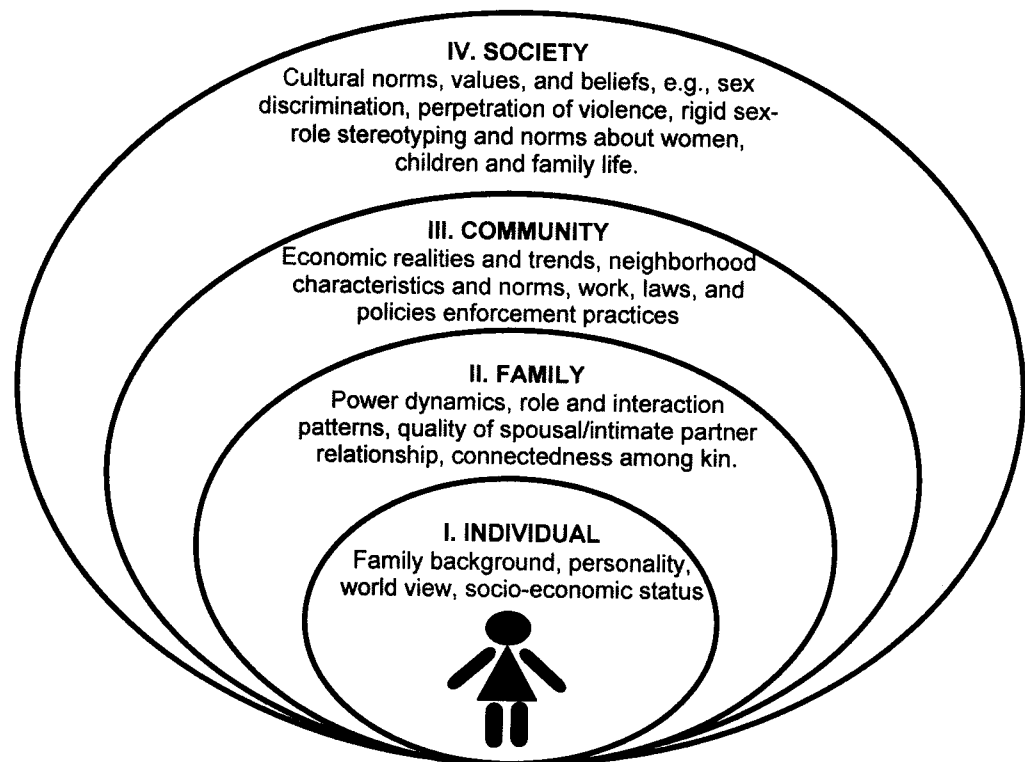 IV. SOCIETY
Cultural norms, values, and beliefs, e.g., sex
discrimination, perpetration of violence, rigid sex-
role stereotyping and norms about women,
children and family life.
III. COMMUNITY
Economic realities and trends, neighborhood
characteristics and norms, work, laws, and
policies enforcement practices
II. FAMILY
Power dynamics, role and interaction
patterns, quality of spousal/intimate partner
relationship, connectedness among kin.
I. INDIVIDUAL
Family background, personality,
world view, socio-economic status